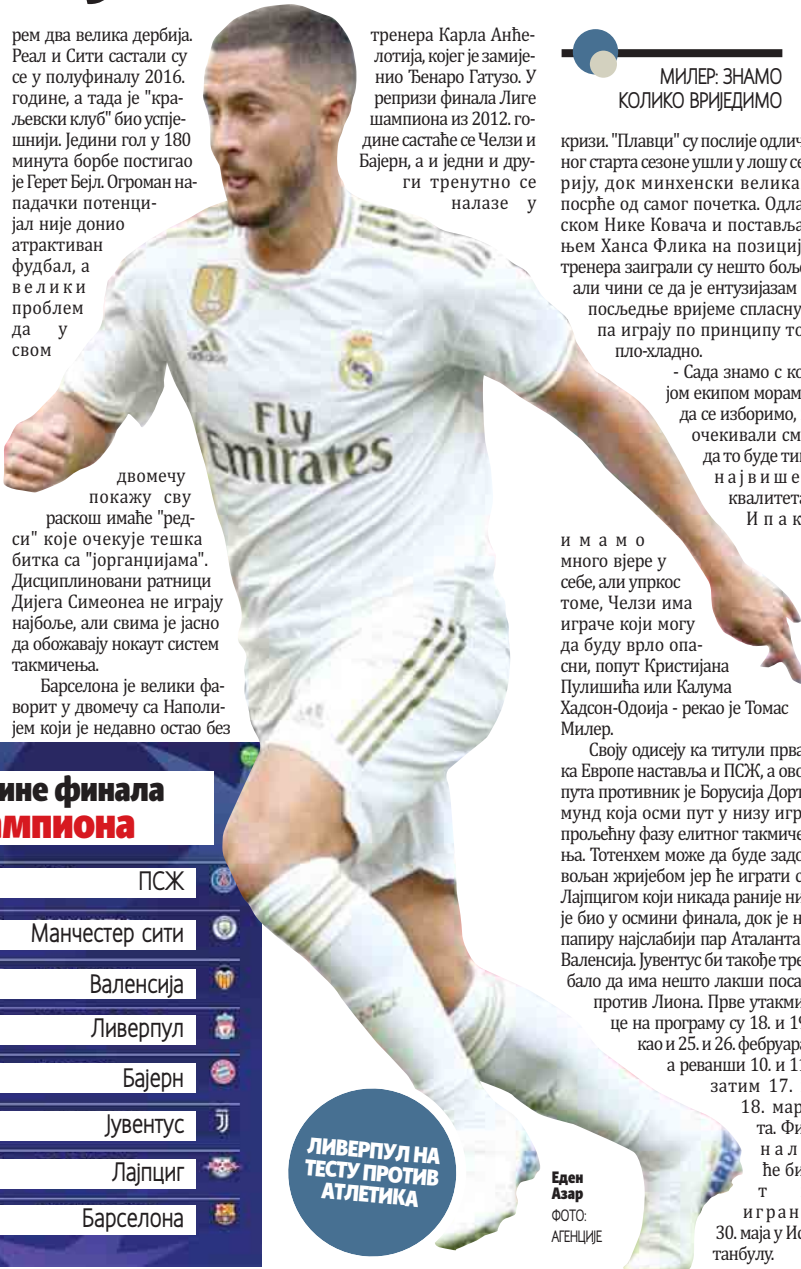 рем два велика дербија.
Реал и Сити састали су
се у полуфиналу 2016.
године, а тада је "кра-
љевски клуб" био успје-
шнији. Једини гол у 180
минута борбе постигао
је Герет Бејл. Огроман на-
падачки потенци-
јал није донио
атрактиван
фудбал, а
велики
проблем
да у
свом
двомечу
покажу сву
раскош имаће "ред-
си" које очекује тешка
битка са "јорганџијама".
Дисциплиновани ратници
Дијега Симеонеа не играју
најбоље, али свима је јасно
да обожавају нокаут систем
такмичења.
Барселона је велики фа-
ворит у двомечу са Наполи-
јем који је недавно остао без
тренера Карла Анће-
лотија, којег је замије-
нио Ђенаро Гатузо. У
репризи финала Лиге
шампиона из 2012. го-
дине састаће се Челзи и
Бајерн, а и једни и дру-
ги тренутно се
налазе у
МИЛЕР: ЗНАМО
КОЛИКО ВРИЈЕДИМО
кризи. "Плавци" су послије одлич
ног старта сезоне ушли у лошу се
рију, док минхенски велика
посрће од самог почетка. Одла
ском Нике Ковача и поставља
њем Ханса Флика на позициј
тренера заиграли су нешто боље
али чини се да је ентузијазам
посљедње вријеме спласну
па играју по принципу то
пло-хладно.
- Сада знамо с ко
јом екипом морам
да се изборимо,
очекивали см
да то буде ти
највише
квалитета
Ипак
имамо
много вјере у
себе, али упркос
томе, Челзи има
играче који могу
да буду врло опа-
сни, попут Кристијана
Пулишића или Калума
Хадсон-Одоија - рекао је Томас
Милер.
Своју одисеју ка титули прва
ка Европе наставља и ПСЖ, а ово
пута противник је Борусија Дорт
мунд која осми пут у низу игр
прољећну фазу елитног такмиче
ња. Тотенхем може да буде задо
вољан жријебом јер ће играти с
Лајпцигом који никада раније ни
је био у осмини финала, док је н
папиру најслабији пар Аталанта
Валенсија. Јувентус би такође тре
бало да има нешто лакши поса
против Лиона. Прве утакми
це на програму су 18. и 19
као и 25. и 26. фебруара
а реванши 10. и 11
затим 17.
18. мар
та. Фи
нал
ће би
т
игран
30. маја у Ис
танбулу.
adidas
Fly
Emirates
ине финала
мпиона
ПСЖ
Манчестер сити
Валенсија
Ливерпул
Бајерн
Јувентус
Лајпциг
Барселона
ЛИВЕРПУЛ НА
ТЕСТУ ПРОТИВ
АТЛЕТИКА
Еден
Азар
ФОТО:
АГЕНЦИЈЕ